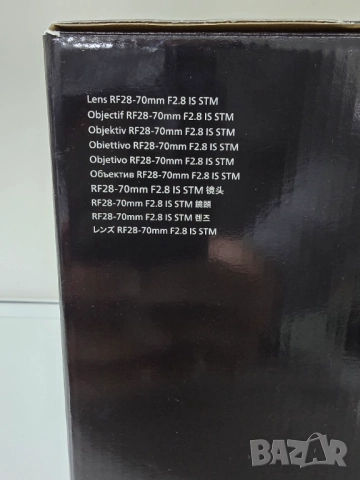 Lens RF28-70mm F2.8 IS STM
Objectif RF28-70mm F2.8 IS STM
Objektiv RF28-70mm F2.8 IS STM
Obiettivo RF28-70mm F2.8 IS STM
Objetivo RF28-70mm F2.8 IS STM
Объектив RF28-70mm F2.8 IS STM
RF28-70mm F2.8 IS STM 镜头
RF28-70mm F2.8 IS STM 鏡頭
RF28-70mm F2.8 IS STM 렌즈
レンズ RF28-70mm F2.8 IS STM
BAZAR